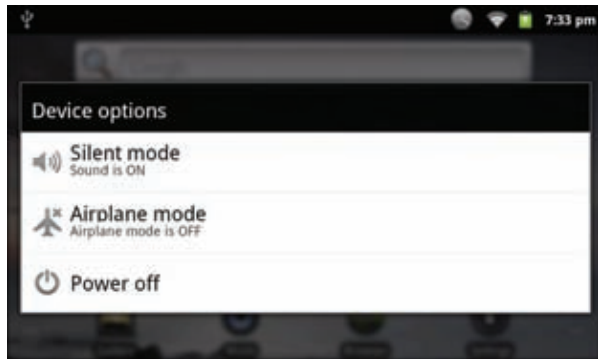 7:33 pm
Device options
Silent mode
Sound is ON
Airplane mode
Airplane mode is OFF
Power off